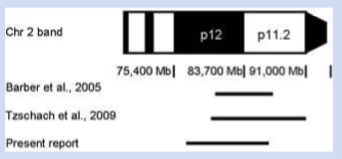 Chr 2 band p12 p11.2
75,400 Mb| 83,700 Mb| 91,000 Mb| |
Barber et al., 2005
Tzschach et al., 2009
Present report